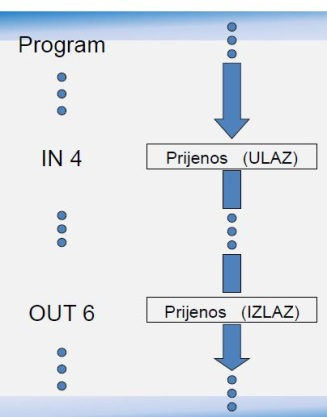 Program
IN 4
Prijenos (ULAZ)
OUT 6
Prijenos (IZLAZ)